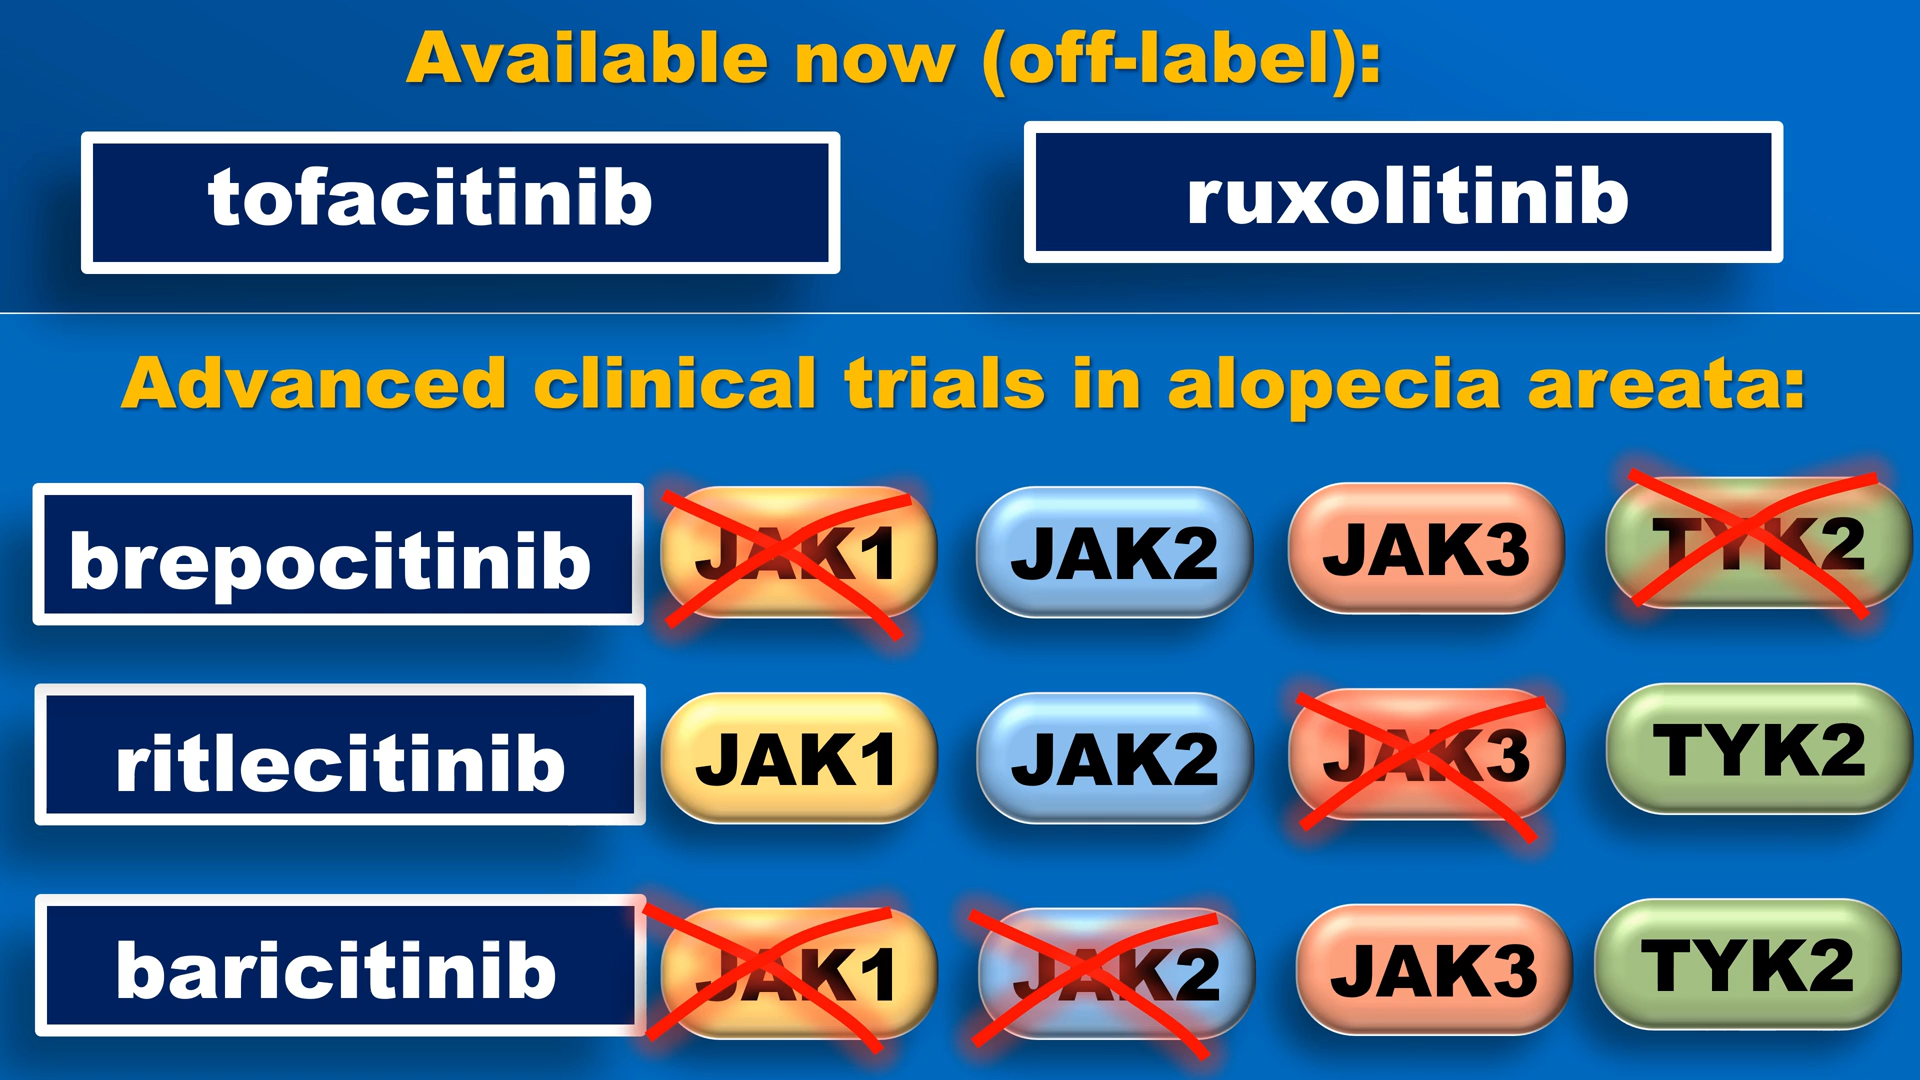 Available now (off-label):
tofacitinib
ruxolitinib
Advanced clinical trials in alopecia areata:
brepocitinib JAK1 JAK2 JAK3 TYK2
ritlecitinib JAK1 JAK2 JAK3 TYK2
baricitinib JAK1 JAK2 JAK3 TYK2